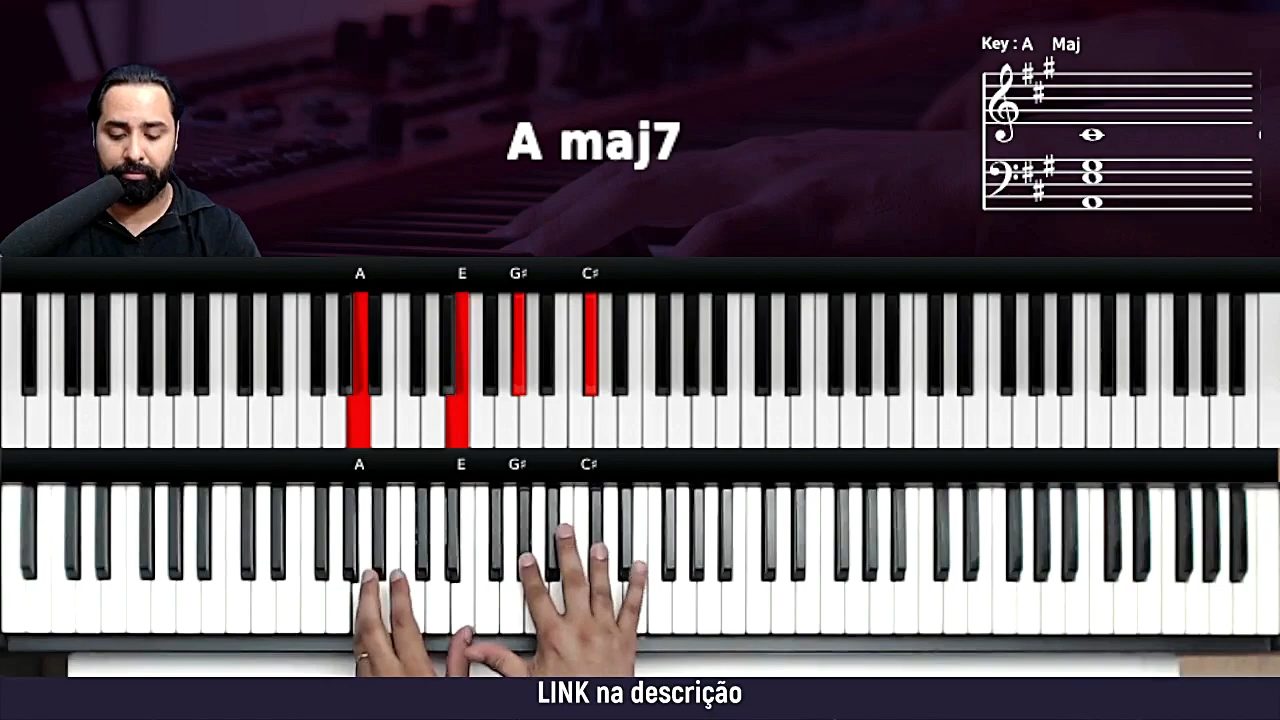 Key : A Maj
A maj7
A E G♯ C♯
A E G♯ C♯
LINK na descrição